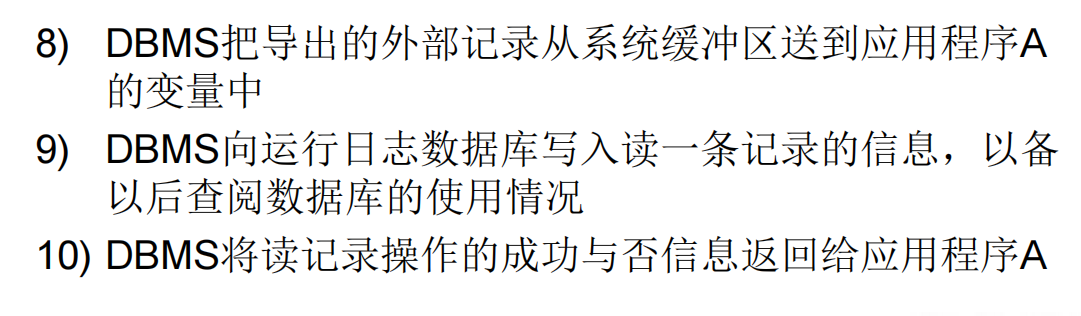 8) DBMS把导出的外部记录从系统缓冲区送到应用程序A
的变量中
9) DBMS向运行日志数据库写入读一条记录的信息，以备
以后查阅数据库的使用情况
10) DBMS将读记录操作的成功与否信息返回给应用程序A